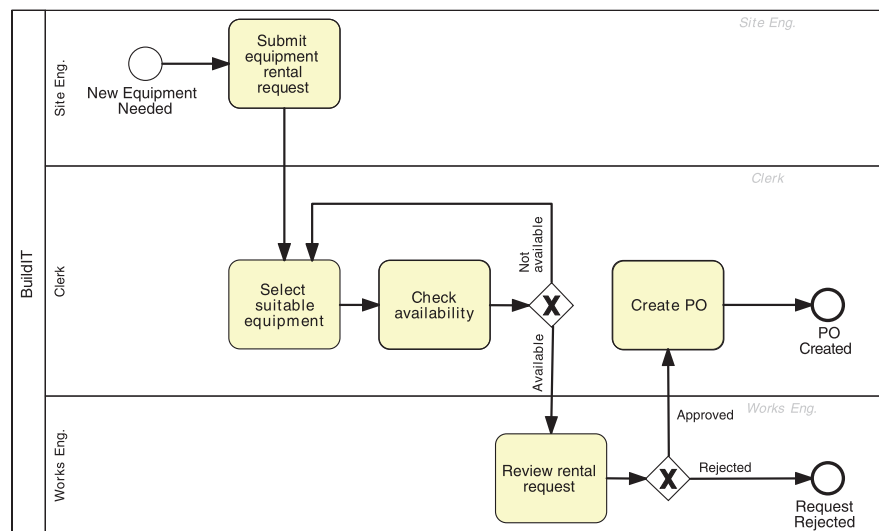 BuildIT
Site Eng.
Site Eng.
New Equipment
Needed
Submit
equipment
rental
request
Clerk
Clerk
Select
suitable
equipment
Check
availability
Not
available
X
Available
Create PO
PO
Created
Works Eng.
Works Eng.
Review rental
request
X
Approved
Rejected
Request
Rejected